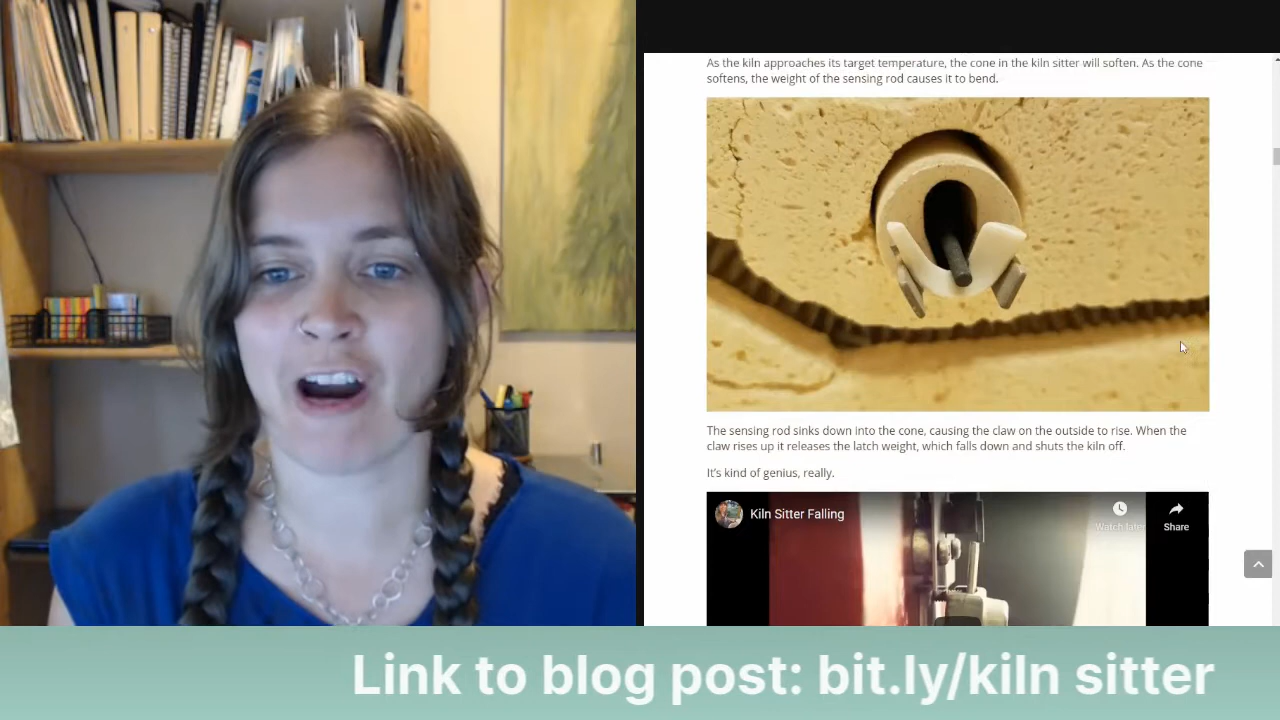 As the kiln approaches its target temperature, the cone in the kiln sitter will soften. As the cone
softens, the weight of the sensing rod causes it to bend.
The sensing rod sinks down into the cone, causing the claw on the outside to rise. When the
claw rises up it releases the latch weight, which falls down and shuts the kiln off.
It's kind of genius, really.
Kiln Sitter Falling
Watch later
Share
Link to blog post: bit.ly/kiln sitter